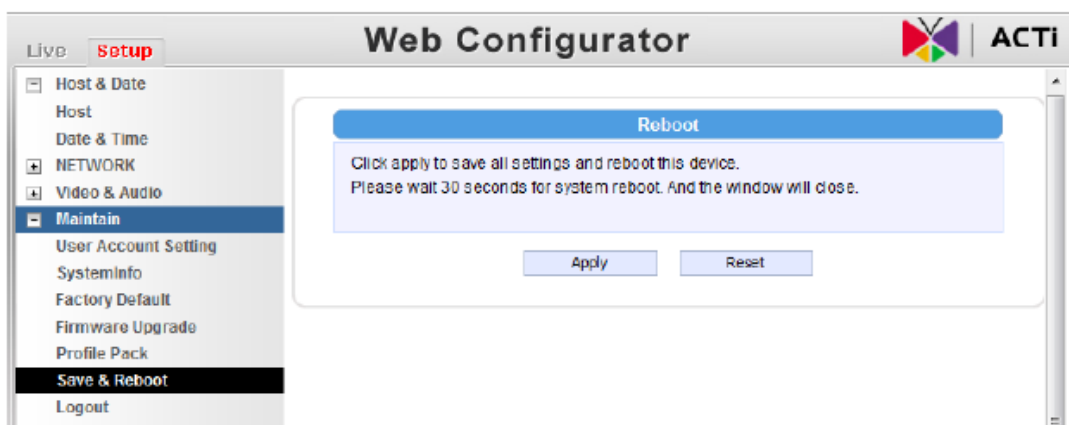 Live Setup Web Configurator ACTi
Host & Date
Host
Date & Time
NETWORK
Video & Audio
Maintain
User Account Setting
SystemInfo
Factory Default
Firmware Upgrade
Profile Pack
Save & Reboot
Logout
Reboot
Click apply to save all settings and reboot this device.
Please wait 30 seconds for system reboot. And the window will close.
Apply Reset